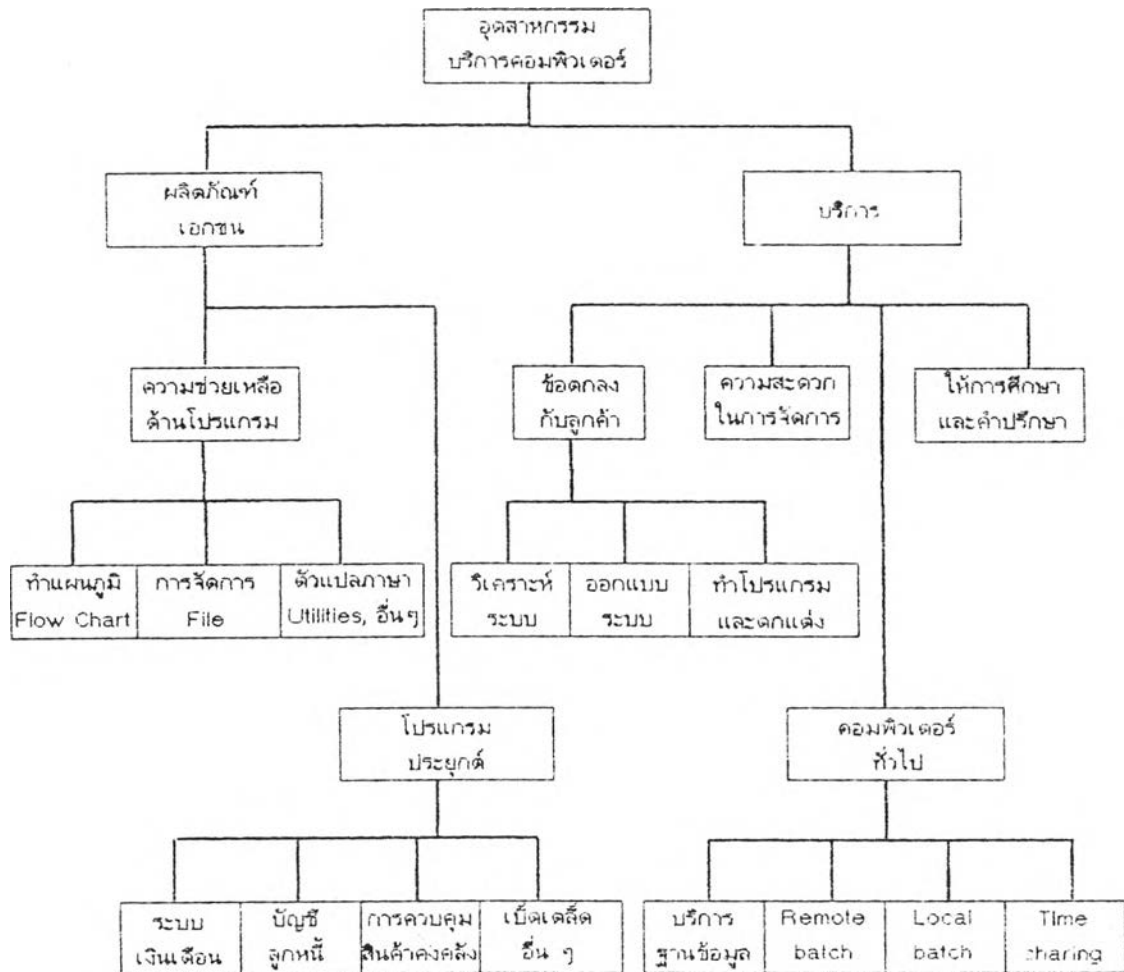 อุตสาหกรรม
บริการคอมพิวเตอร์
ผลิตภัณฑ์
เอกชน
บริการ
ความช่วยเหลือ
ด้านโปรแกรม
ข้อตกลง
กับลูกค้า
ความสะดวก
ในการจัดการ
ให้การศึกษา
และคำปรึกษา
ทำแผนภูมิ
Flow Chart
การจัดการ
File
ตัวแปลภาษา
Utilities, อื่นๆ
วิเคราะห์
ระบบ
ออกแบบ
ระบบ
ทำโปรแกรม
และตกแต่ง
โปรแกรม
ประยุกต์
คอมพิวเตอร์
ทั่วไป
ระบบ
เงินเดือน
บัญชี
ลูกหนี้
การควบคุม
สินค้าคงคลัง
เบ็ดเตล็ด
อื่น ๆ
บริการ
ฐานข้อมูล
Remote
batch
Local
batch
Time
sharing